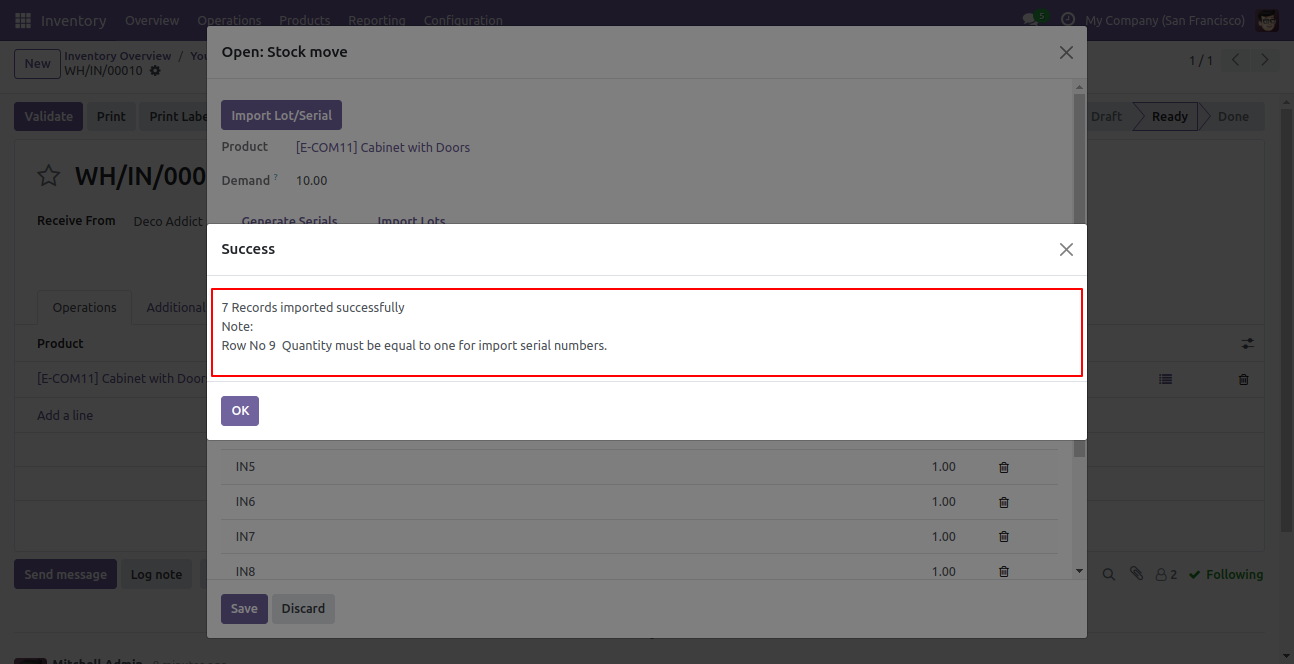 Inventory Overview Operations Products Reporting Configuration 5 My Company (San Francisco)
New Inventory Overview / You
WH/IN/00010
1 / 1
Open: Stock move
Validate Print Print Labe
Draft Ready Done
Import Lot/Serial
Product [E-COM11] Cabinet with Doors
Demand ? 10.00
WH/IN/000
Receive From Deco Addict
Generate Serials Import Lots
Success
7 Records imported successfully
Note:
Row No 9 Quantity must be equal to one for import serial numbers.
OK
Operations Additional
Product
[E-COM11] Cabinet with Door
Add a line
IN5 1.00
IN6 1.00
IN7 1.00
IN8 1.00
Send message Log note
2 Following
Save Discard
Mitchell Admin